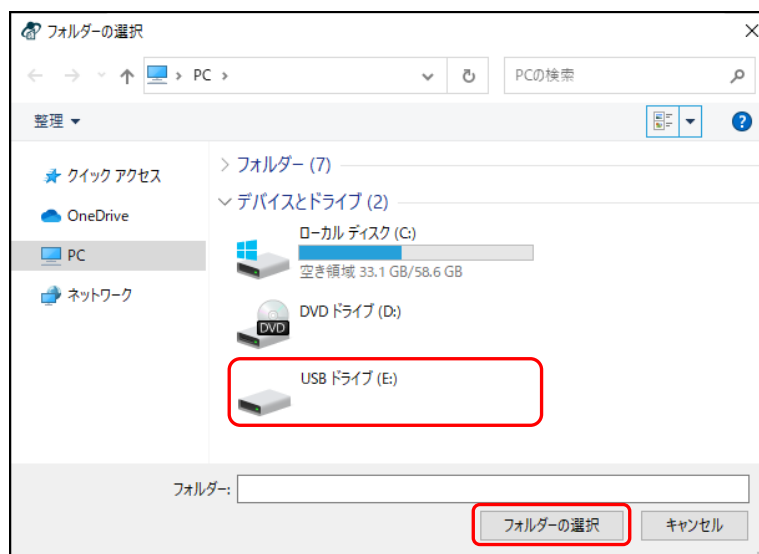 フォルダーの選択
PC
PCの検索
整理
クイック アクセス
OneDrive
PC
ネットワーク
フォルダー (7)
デバイスとドライブ (2)
ローカル ディスク (C:)
空き領域 33.1 GB/58.6 GB
DVD ドライブ (D:)
DVD
USB ドライブ (E:)
フォルダー:
フォルダーの選択
キャンセル